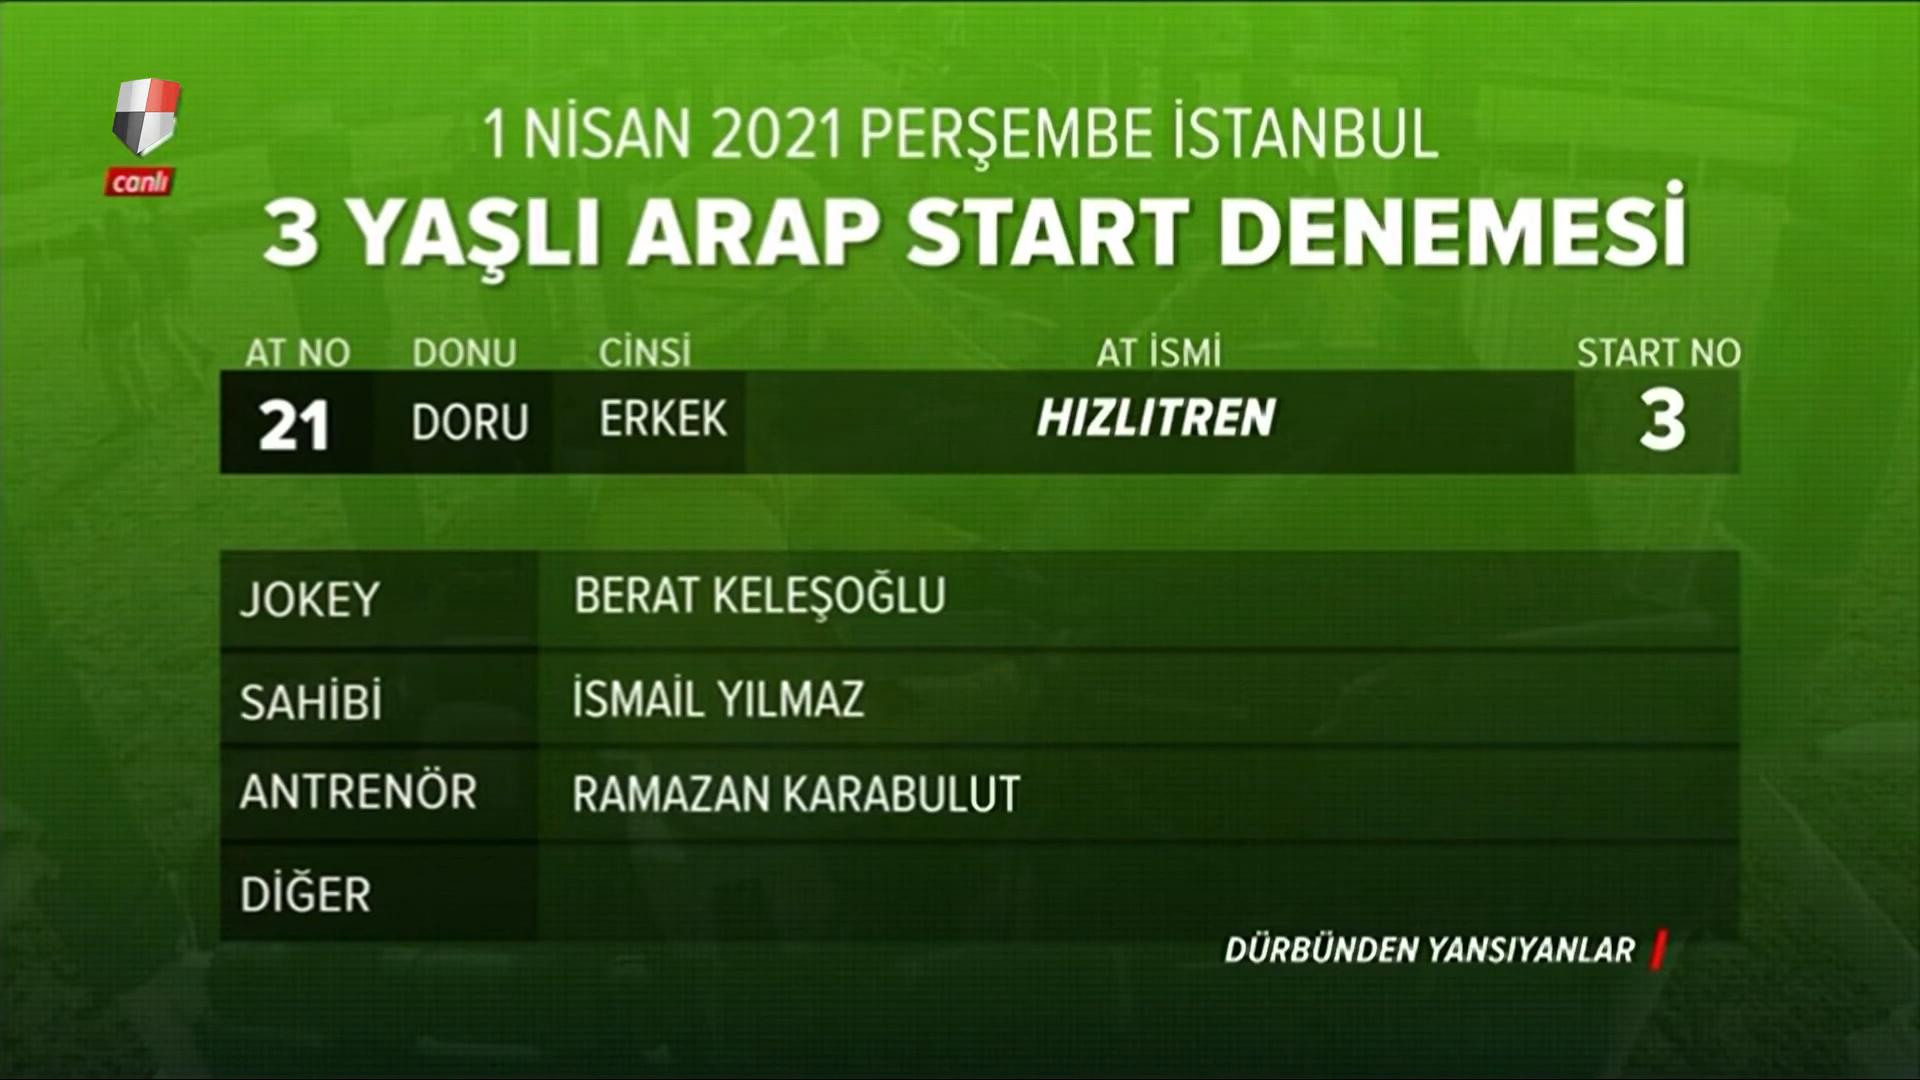 canlı
1 NİSAN 2021 PERŞEMBE İSTANBUL
3 YAŞLI ARAP START DENEMESİ
AT NO DONU CİNSİ AT İSMİ START NO
21 DORU ERKEK HIZLITREN 3
JOKEY BERAT KELEŞOĞLU
SAHİBİ İSMAİL YILMAZ
ANTRENÖR RAMAZAN KARABULUT
DİĞER
DÜRBÜNDEN YANSIYANLAR